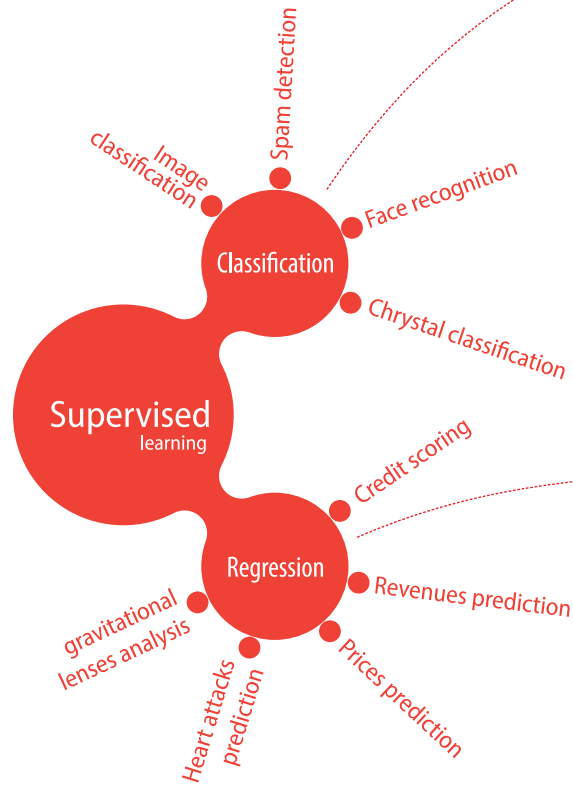 Spam detection
Image
classification
Face recognition
Classification
Chrystal classification
Supervised
learning
Credit scoring
Regression
Revenues prediction
gravitational
lenses analysis
Prices prediction
Heart attacks
prediction